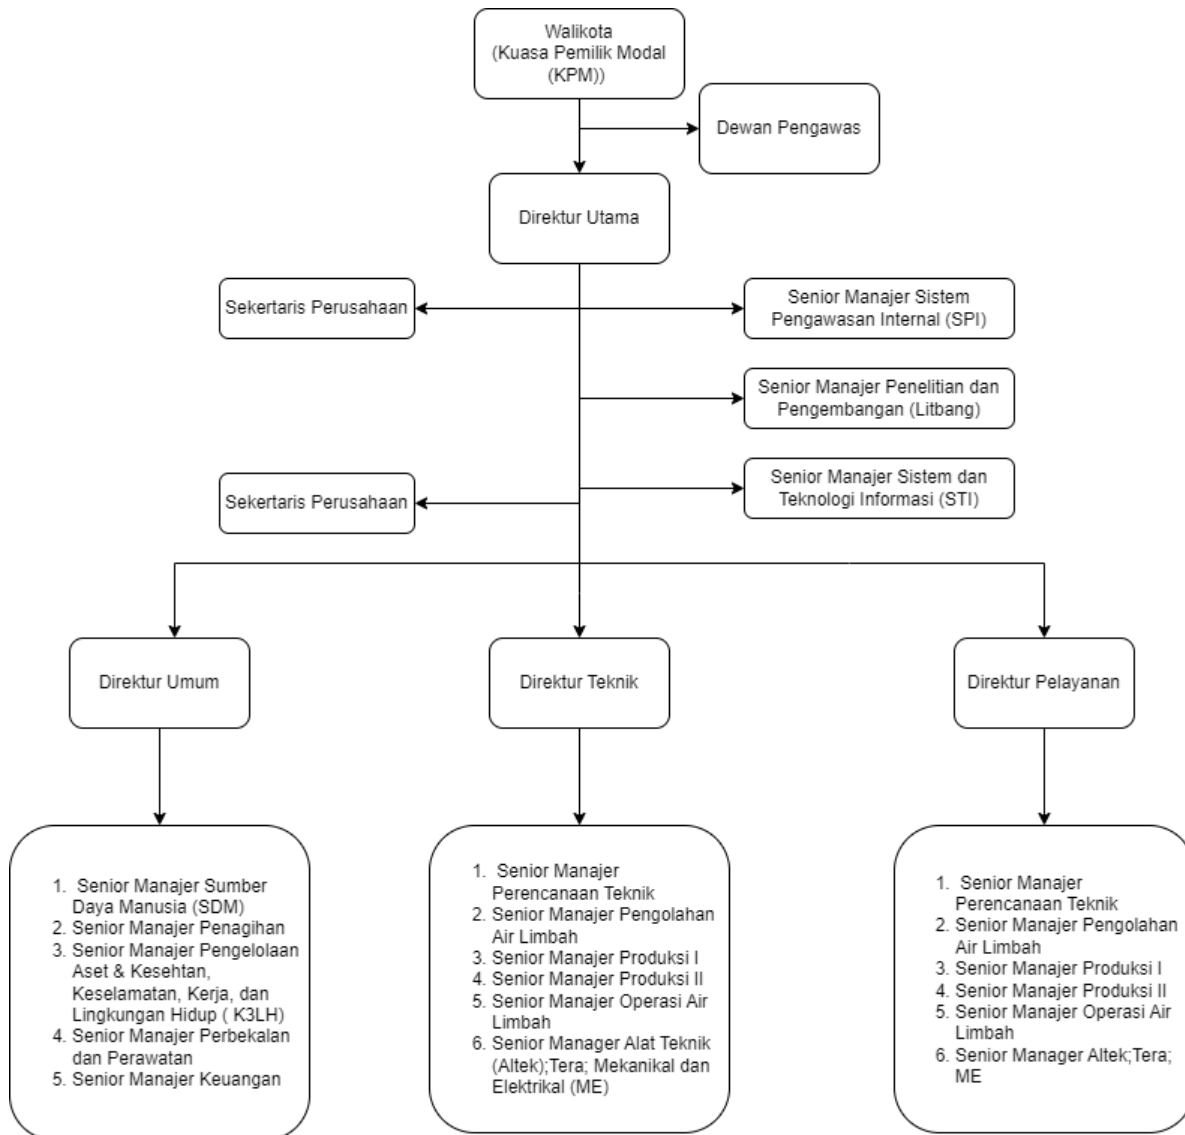 Walikota
(Kuasa Pemilik Modal
(KPM))
Dewan Pengawas
Direktur Utama
Sekertaris Perusahaan
Senior Manajer Sistem
Pengawasan Internal (SPI)
Senior Manajer Penelitian dan
Pengembangan (Litbang)
Sekertaris Perusahaan
Senior Manajer Sistem dan
Teknologi Informasi (STI)
Direktur Umum
Direktur Teknik
Direktur Pelayanan
1. Senior Manajer Sumber
Daya Manusia (SDM)
2. Senior Manajer Penagihan
3. Senior Manajer Pengelolaan
Aset & Kesehtan,
Keselamatan, Kerja, dan
Lingkungan Hidup ( K3LH)
4. Senior Manajer Perbekalan
dan Perawatan
5. Senior Manajer Keuangan
1. Senior Manajer
Perencanaan Teknik
2. Senior Manajer Pengolahan
Air Limbah
3. Senior Manajer Produksi I
4. Senior Manajer Produksi II
5. Senior Manajer Operasi Air
Limbah
6. Senior Manager Alat Teknik
(Altek);Tera; Mekanikal dan
Elektrikal (ME)
1. Senior Manajer
Perencanaan Teknik
2. Senior Manajer Pengolahan
Air Limbah
3. Senior Manajer Produksi I
4. Senior Manajer Produksi II
5. Senior Manajer Operasi Air
Limbah
6. Senior Manager Altek;Tera;
ME